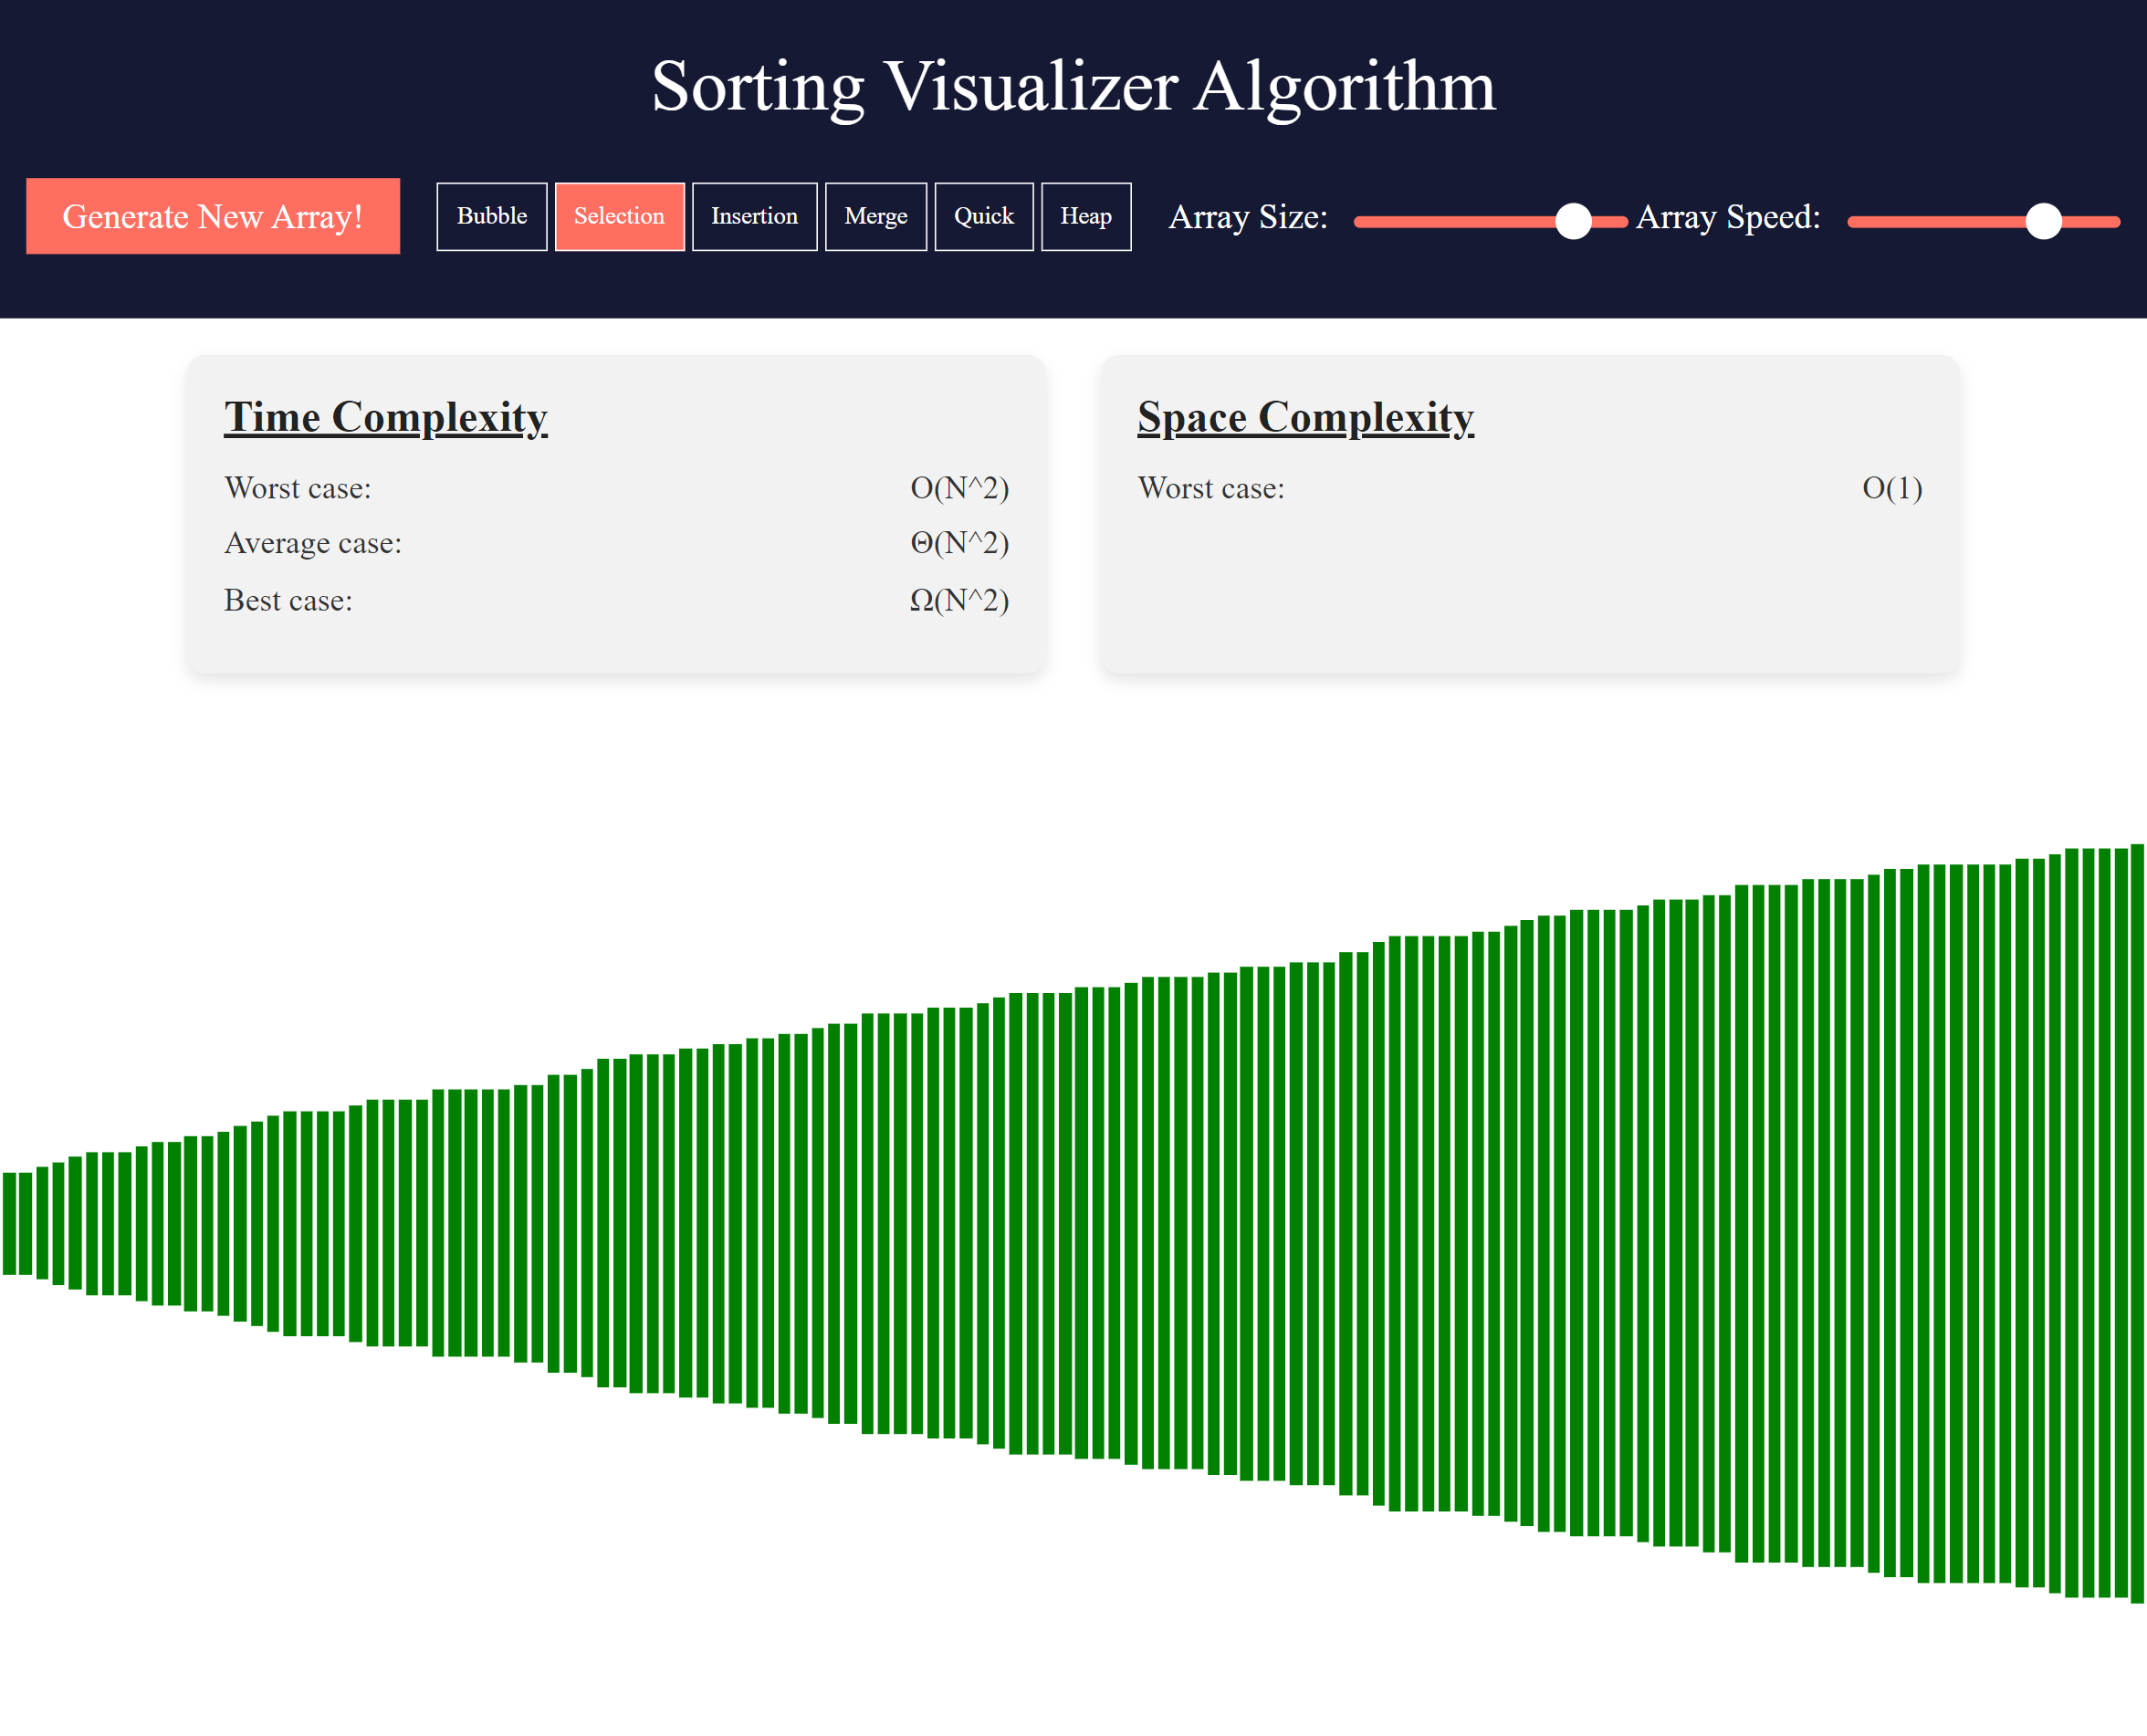 Sorting Visualizer Algorithm
Generate New Array!
Bubble
Selection
Insertion
Merge
Quick
Heap
Array Size:
Array Speed:
Time Complexity
Worst case: O(N^2)
Average case: Θ(N^2)
Best case: Ω(N^2)
Space Complexity
Worst case: O(1)